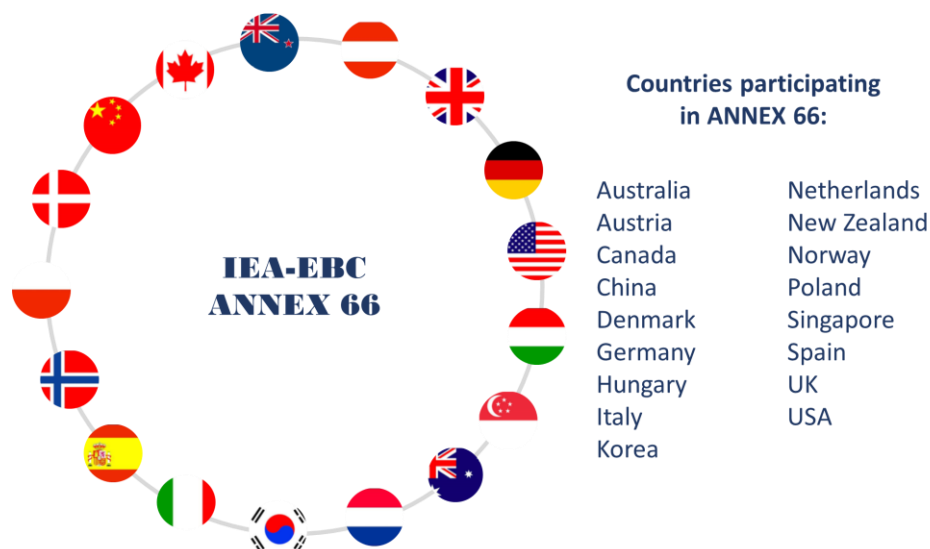 Countries participating
in ANNEX 66:
IEA-EBC
ANNEX 66
Australia
Austria
Canada
China
Denmark
Germany
Hungary
Italy
Korea
Netherlands
New Zealand
Norway
Poland
Singapore
Spain
UK
USA